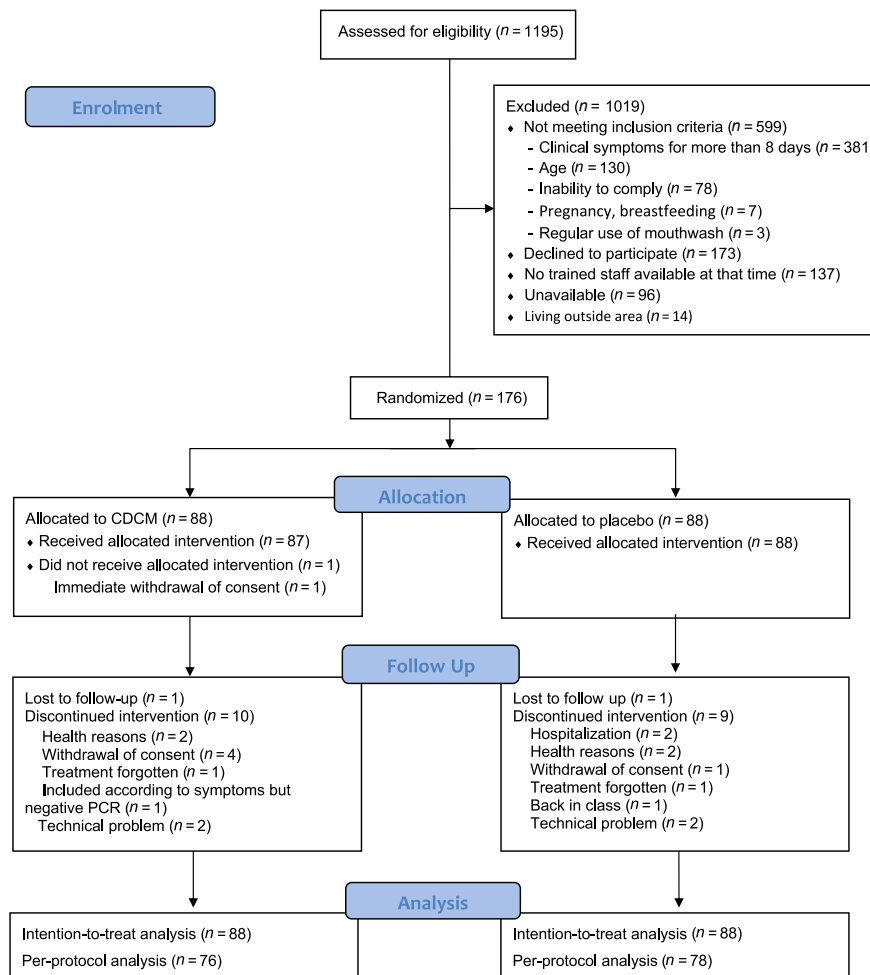 Assessed for eligibility (n = 1195)
Enrolment
Excluded (n = 1019)
♦ Not meeting inclusion criteria (n = 599)
- Clinical symptoms for more than 8 days (n = 381
- Age (n = 130)
- Inability to comply (n = 78)
- Pregnancy, breastfeeding (n = 7)
- Regular use of mouthwash (n = 3)
♦ Declined to participate (n = 173)
♦ No trained staff available at that time (n = 137)
♦ Unavailable (n = 96)
♦ Living outside area (n = 14)
Randomized (n = 176)
Allocation
Allocated to CDCM (n = 88)
♦ Received allocated intervention (n = 87)
♦ Did not receive allocated intervention (n = 1)
Immediate withdrawal of consent (n = 1)
Allocated to placebo (n = 88)
♦ Received allocated intervention (n = 88)
Follow Up
Lost to follow-up (n = 1)
Discontinued intervention (n = 10)
Health reasons (n = 2)
Withdrawal of consent (n = 4)
Treatment forgotten (n = 1)
Included according to symptoms but
negative PCR (n = 1)
Technical problem (n = 2)
Lost to follow up (n = 1)
Discontinued intervention (n = 9)
Hospitalization (n = 2)
Health reasons (n = 2)
Withdrawal of consent (n = 1)
Treatment forgotten (n = 1)
Back in class (n = 1)
Technical problem (n = 2)
Analysis
Intention-to-treat analysis (n = 88)
Per-protocol analysis (n = 76)
Intention-to-treat analysis (n = 88)
Per-protocol analysis (n = 78)